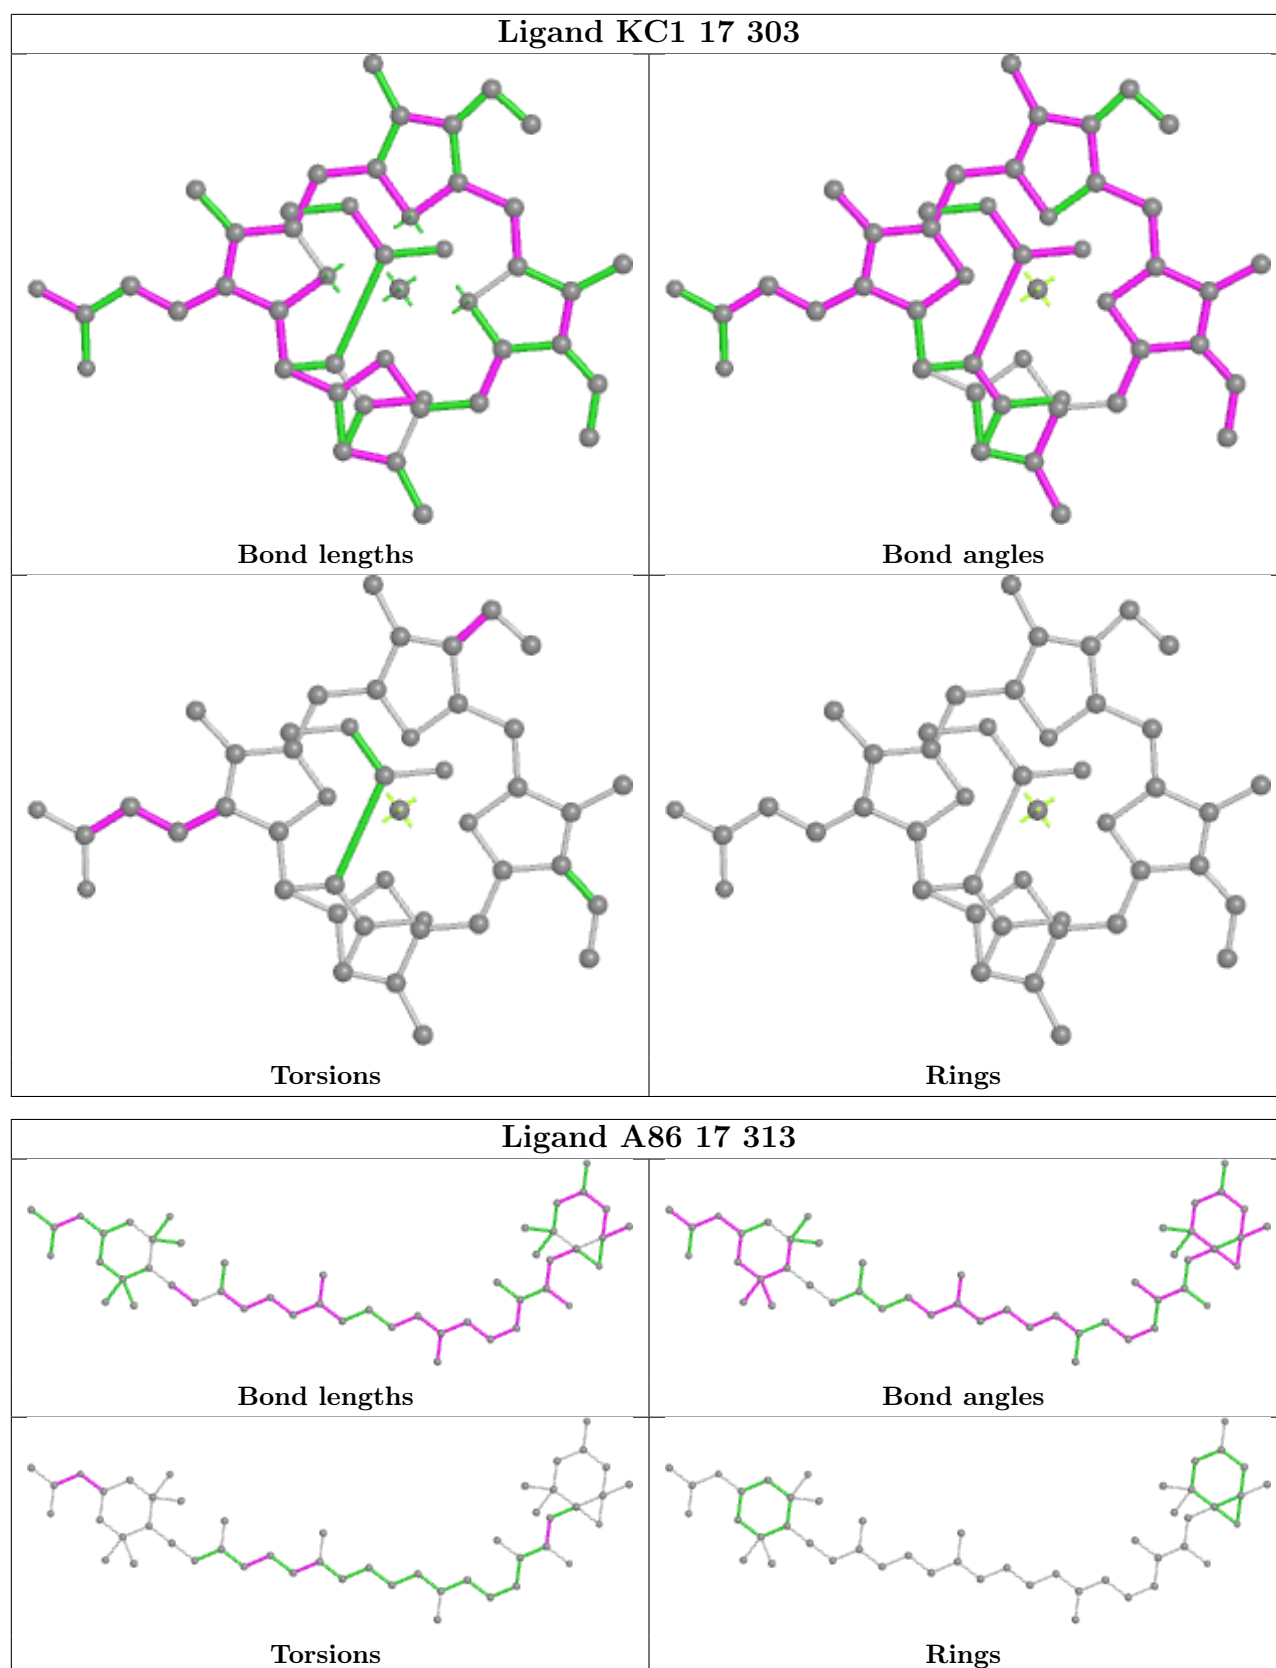 Ligand KC1 17 303
Bond lengths
Bond angles
Torsions
Rings
Ligand A86 17 313
Bond lengths
Bond angles
Torsions
Rings